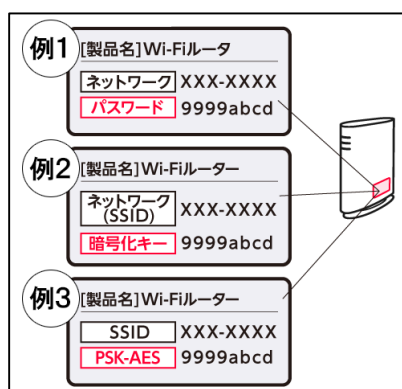 例1
[製品名]Wi-Fiルータ
ネットワーク XXX-XXXX
パスワード 9999abcd
例2
[製品名]Wi-Fiルーター
ネットワーク
(SSID) XXX-XXXX
暗号化キー 9999abcd
例3
[製品名]Wi-Fiルーター
SSID XXX-XXXX
PSK-AES 9999abcd